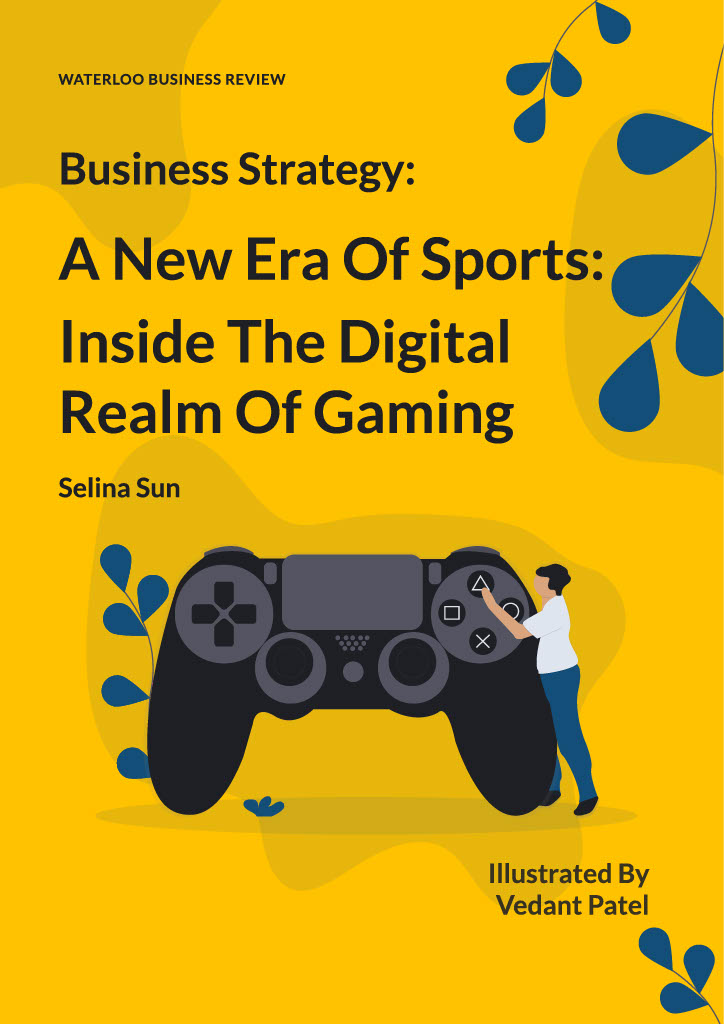 WATERLOO BUSINESS REVIEW
Business Strategy:
A New Era Of Sports:
Inside The Digital
Realm Of Gaming
Selina Sun
Illustrated By
Vedant Patel